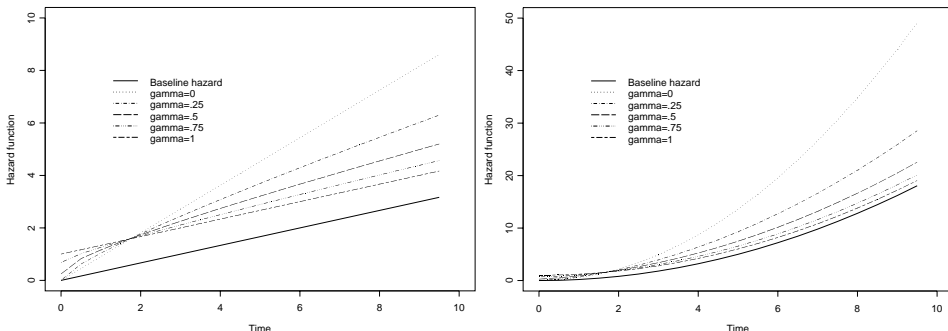 10
8
6
4
2
0
Hazard function
Baseline hazard
gamma=0
gamma=.25
gamma=.5
gamma=.75
gamma=1
0 2 4 6 8 10
Time
50
40
30
20
10
0
Hazard function
Baseline hazard
gamma=0
gamma=.25
gamma=.5
gamma=.75
gamma=1
0 2 4 6 8 10
Time